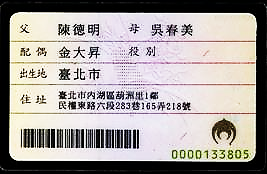 父 陳德明 母 吳春美
配偶 金大昇 役別
出生地 臺北市
住址 臺北市內湖區葫洲里1鄰
民權東路六段283巷165弄218號
0000133805